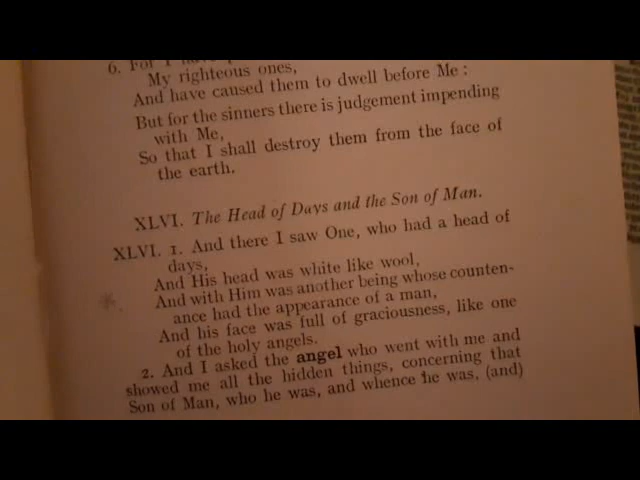 6. For I have
My righteous ones,
And have caused them to dwell before Me :
But for the sinners there is judgement impending
with Me,
So that I shall destroy them from the face of
the earth.
XLVI. The Head of Days and the Son of Man.
XLVI. 1. And there I saw One, who had a head of
days,
And His head was white like wool,
And with Him was another being whose counten-
ance had the appearance of a man,
And his face was full of graciousness, like one
of the holy angels.
2. And I asked the angel who went with me and
showed me all the hidden things, concerning that
Son of Man, who he was, and whence he was, (and)